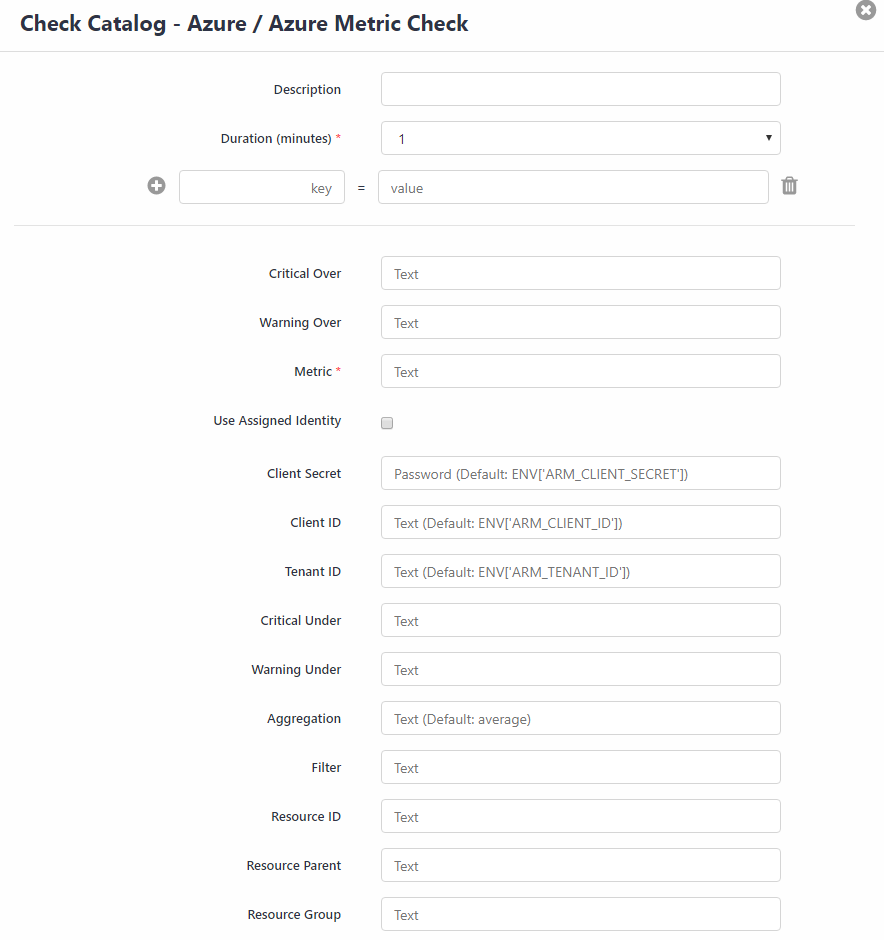 Check Catalog - Azure / Azure Metric Check
Description
Duration (minutes) * 1
key = value
Critical Over Text
Warning Over Text
Metric * Text
Use Assigned Identity
Client Secret Password (Default: ENV['ARM_CLIENT_SECRET'])
Client ID Text (Default: ENV['ARM_CLIENT_ID'])
Tenant ID Text (Default: ENV['ARM_TENANT_ID'])
Critical Under Text
Warning Under Text
Aggregation Text (Default: average)
Filter Text
Resource ID Text
Resource Parent Text
Resource Group Text